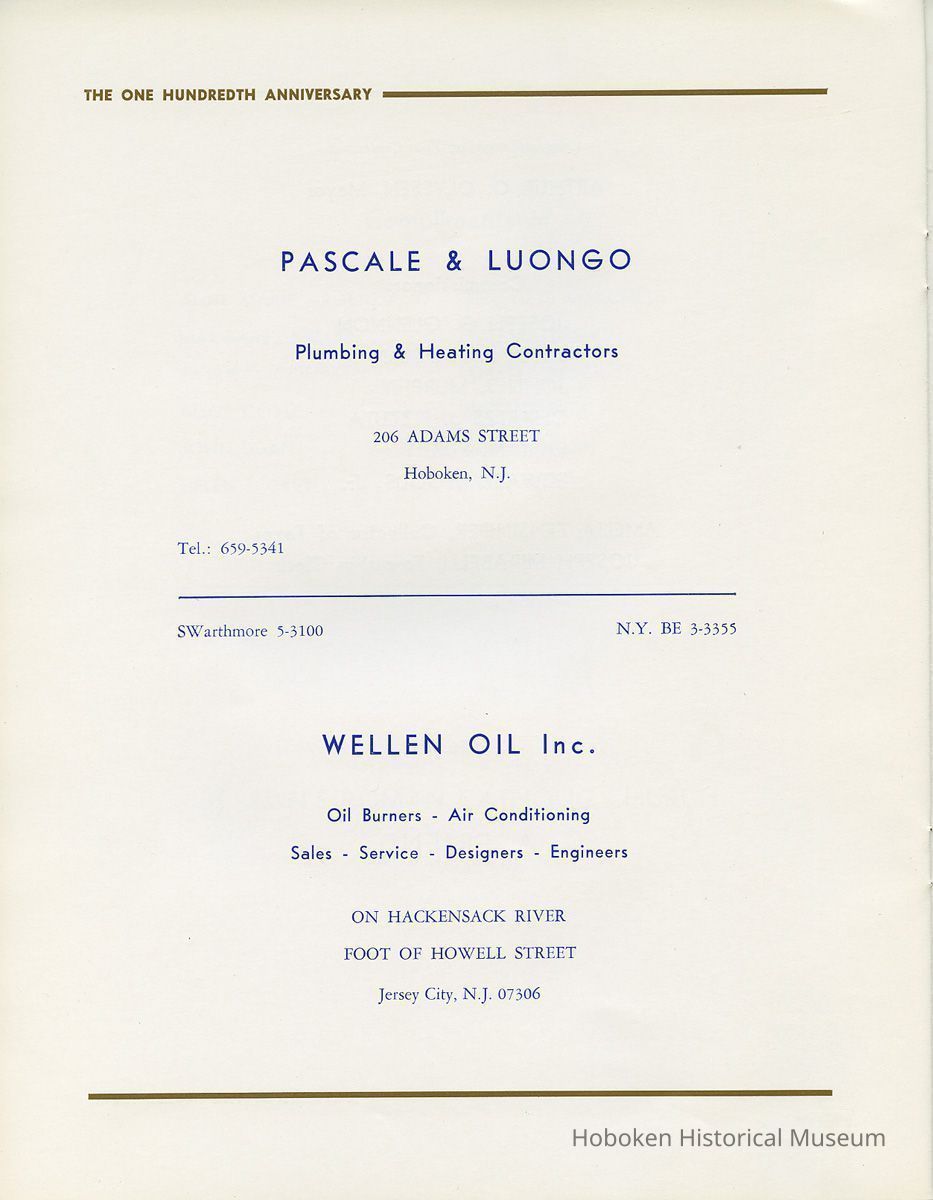 THE ONE HUNDREDTH ANNIVERSARY
PASCALE & LUONGO
Plumbing & Heating Contractors
206 ADAMS STREET
Hoboken, N.J.
Tel.: 659-5341
SWarthmore 5-3100 N.Y. BE 3-3355
WELLEN OIL Inc.
Oil Burners - Air Conditioning
Sales - Service - Designers - Engineers
ON HACKENSACK RIVER
FOOT OF HOWELL STREET
Jersey City, N.J. 07306
Hoboken Historical Museum